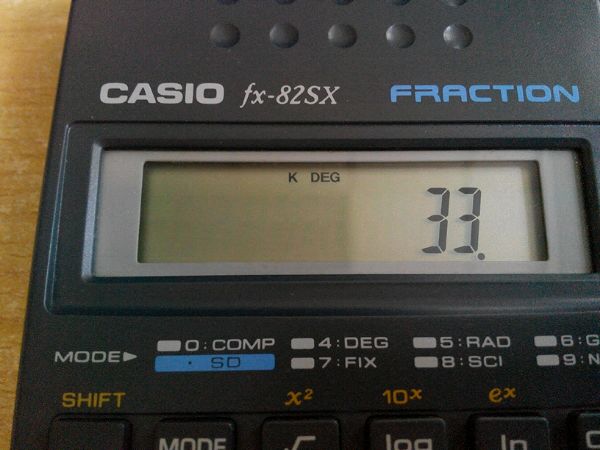 CASIO fx-82SX FRACTION
K DEG
33.
MODE▶ 0:COMP 4:DEG 5:RAD
· SD 7:FIX 8:SCI
SHIFT x² 10ˣ eˣ
MODE √ log ln